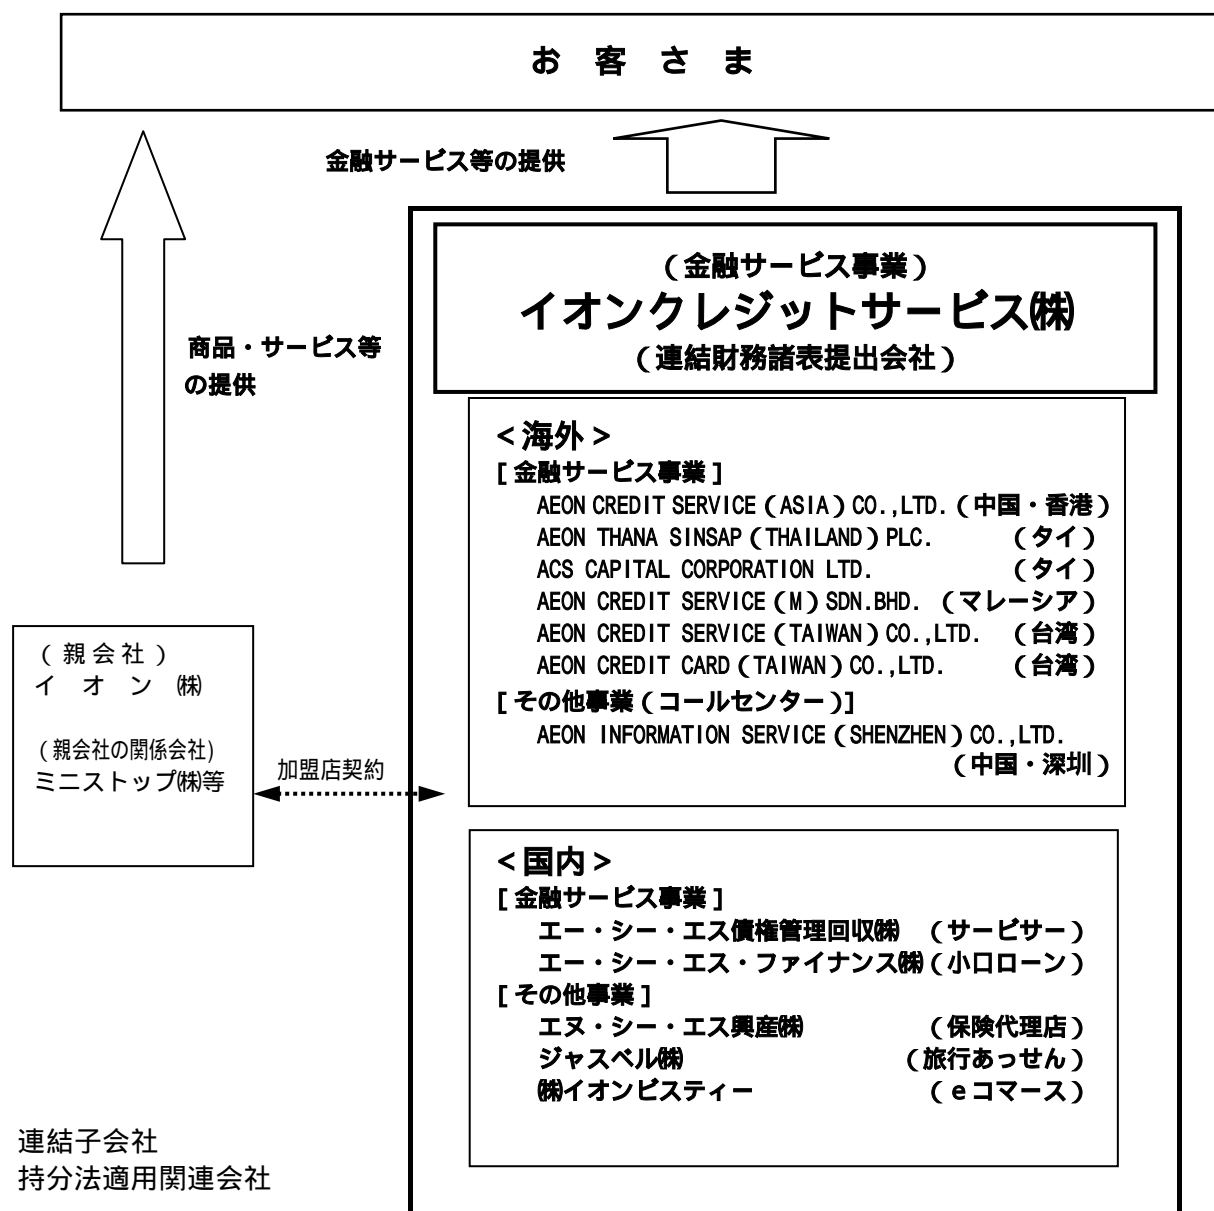 お 客 さ ま
金融サービス等の提供
(金融サービス事業)
イオンクレジットサービス㈱
(連結財務諸表提出会社)
商品・サービス等
の提供
<海外>
[金融サービス事業]
AEON CREDIT SERVICE(ASIA)CO.,LTD.(中国・香港)
AEON THANA SINSAP(THAILAND)PLC. (タイ)
ACS CAPITAL CORPORATION LTD. (タイ)
AEON CREDIT SERVICE(M)SDN.BHD. (マレーシア)
AEON CREDIT SERVICE(TAIWAN)CO.,LTD. (台湾)
AEON CREDIT CARD(TAIWAN)CO.,LTD. (台湾)
[その他事業(コールセンター)]
AEON INFORMATION SERVICE(SHENZHEN)CO.,LTD.
(中国・深圳)
(親会社)
イ オ ン ㈱
(親会社の関係会社)
ミニストップ㈱等
加盟店契約
<国内>
[金融サービス事業]
エー・シー・エス債権管理回収㈱ (サービサー)
エー・シー・エス・ファイナンス㈱(小口ローン)
[その他事業]
エヌ・シー・エス興産㈱ (保険代理店)
ジャスベル㈱ (旅行あっせん)
㈱イオンビスティー (eコマース)
連結子会社
持分法適用関連会社